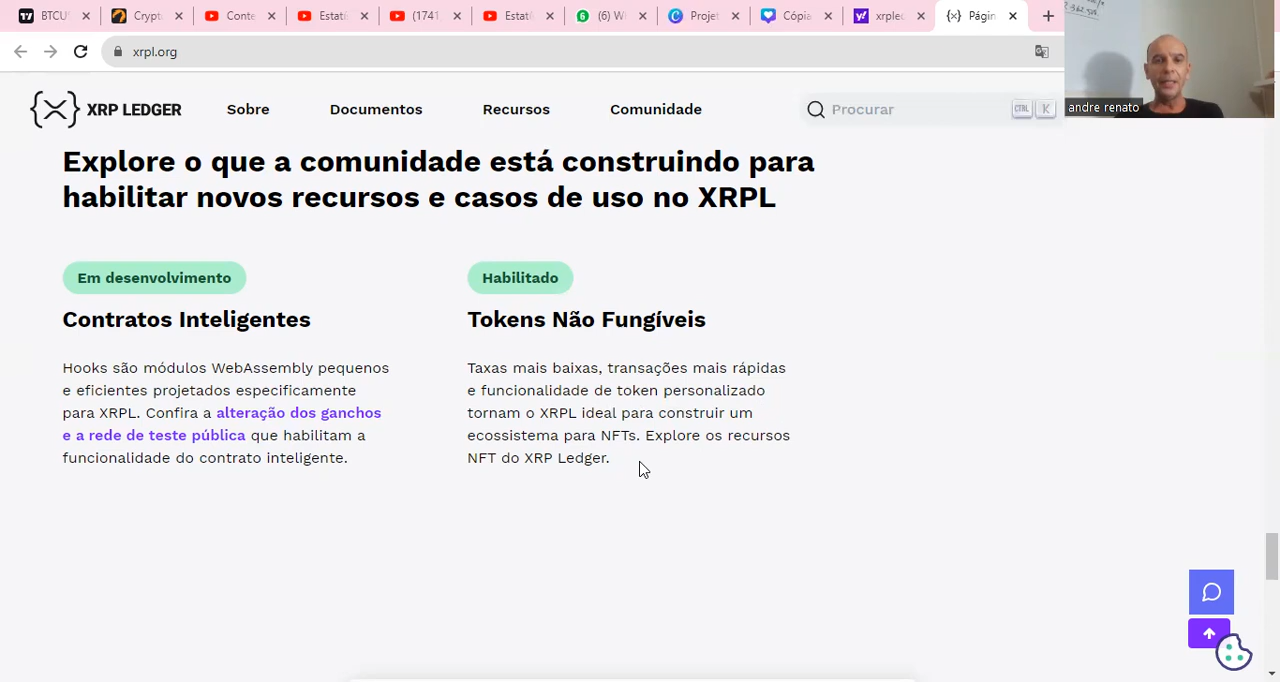 BTCU
Crypt
Conte
Estatí
(1741
Estatí
(6) W
Projet
Cópia
xrplec
Págin
xrpl.org
andre renato
XRP LEDGER
Sobre
Documentos
Recursos
Comunidade
Procurar
CTRL
K
Explore o que a comunidade está construindo para
habilitar novos recursos e casos de uso no XRPL
Em desenvolvimento
Contratos Inteligentes
Hooks são módulos WebAssembly pequenos
e eficientes projetados especificamente
para XRPL. Confira a alteração dos ganchos
e a rede de teste pública que habilitam a
funcionalidade do contrato inteligente.
Habilitado
Tokens Não Fungíveis
Taxas mais baixas, transações mais rápidas
e funcionalidade de token personalizado
tornam o XRPL ideal para construir um
ecossistema para NFTs. Explore os recursos
NFT do XRP Ledger.